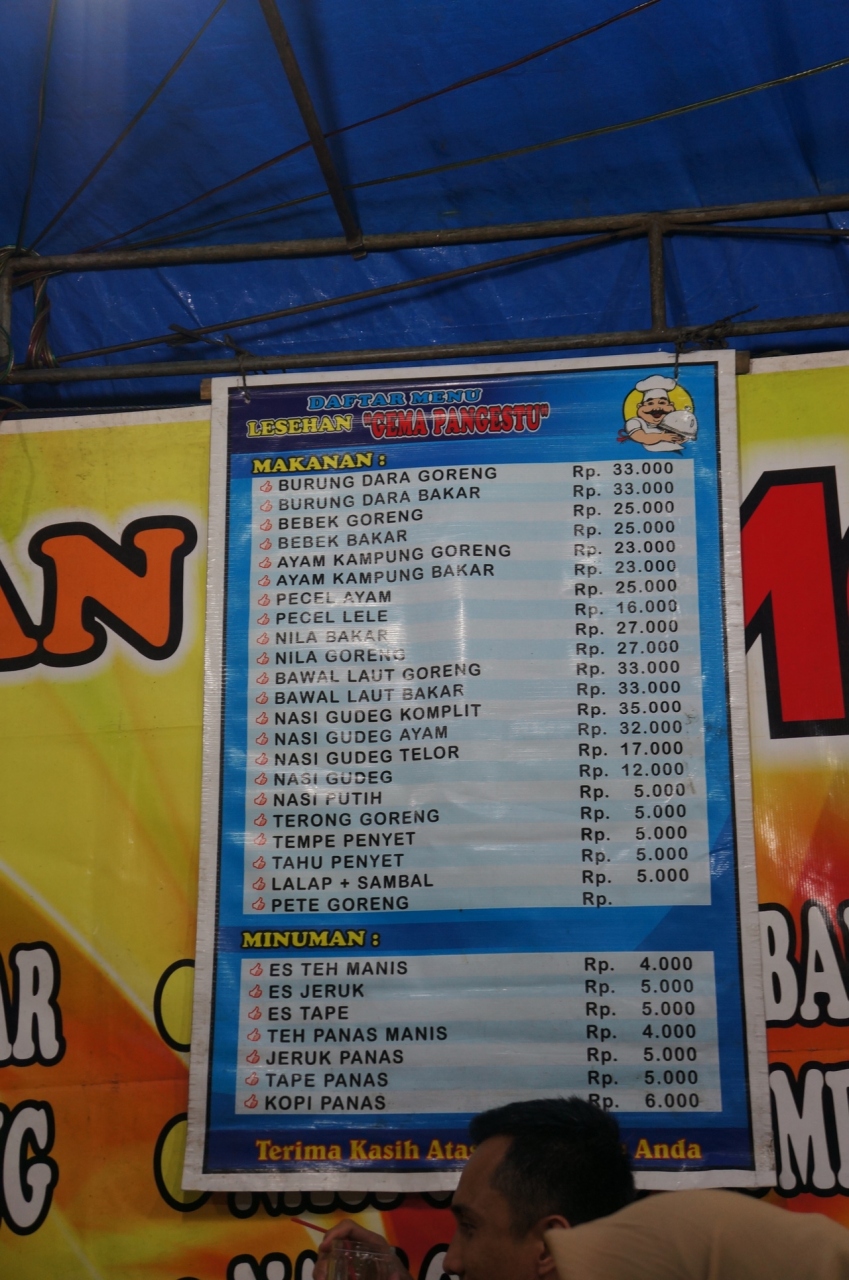 DAFTAR MENU
LESEHAN "GEMA PANGESTU"
MAKANAN :
BURUNG DARA GORENG Rp. 33.000
BURUNG DARA BAKAR Rp. 33.000
BEBEK GORENG Rp. 25.000
BEBEK BAKAR Rp. 25.000
AYAM KAMPUNG GORENG Rp. 23.000
AYAM KAMPUNG BAKAR Rp. 23.000
PECEL AYAM Rp. 25.000
PECEL LELE Rp. 16.000
NILA BAKAR Rp. 27.000
NILA GORENG Rp. 27.000
BAWAL LAUT GORENG Rp. 33.000
BAWAL LAUT BAKAR Rp. 33.000
NASI GUDEG KOMPLIT Rp. 35.000
NASI GUDEG AYAM Rp. 32.000
NASI GUDEG TELOR Rp. 17.000
NASI GUDEG Rp. 12.000
NASI PUTIH Rp. 5.000
TERONG GORENG Rp. 5.000
TEMPE PENYET Rp. 5.000
TAHU PENYET Rp. 5.000
LALAP + SAMBAL Rp. 5.000
PETE GORENG Rp.
MINUMAN :
ES TEH MANIS Rp. 4.000
ES JERUK Rp. 5.000
ES TAPE Rp. 5.000
TEH PANAS MANIS Rp. 4.000
JERUK PANAS Rp. 5.000
TAPE PANAS Rp. 5.000
KOPI PANAS Rp. 6.000
Terima Kasih Atas Anda
AN
AR
NG
BA